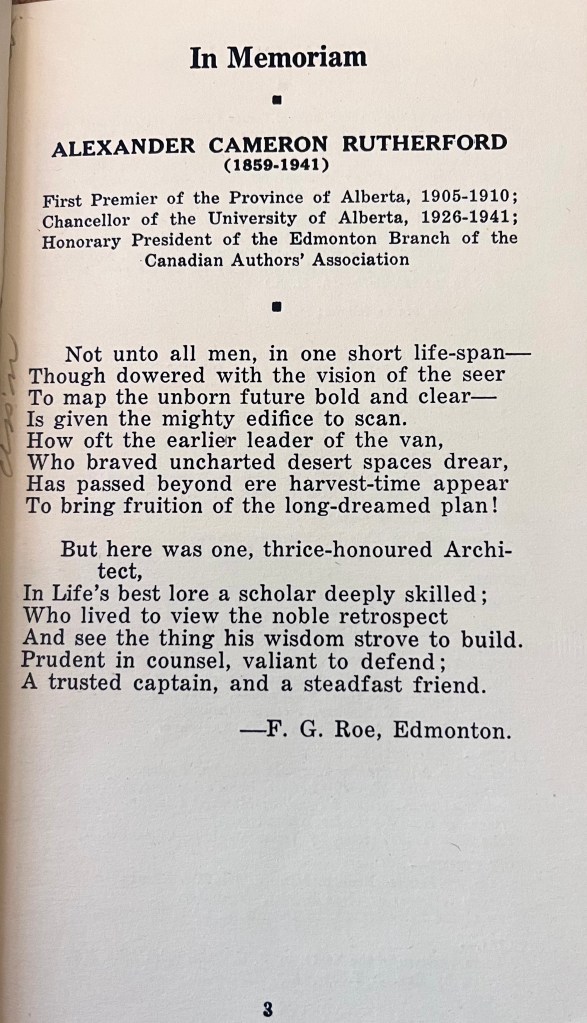 In Memoriam
ALEXANDER CAMERON RUTHERFORD
(1859-1941)
First Premier of the Province of Alberta, 1905-1910;
Chancellor of the University of Alberta, 1926-1941;
Honorary President of the Edmonton Branch of the
Canadian Authors' Association
Not unto all men, in one short life-span—
Though dowered with the vision of the seer
To map the unborn future bold and clear—
Is given the mighty edifice to scan.
How oft the earlier leader of the van,
Who braved uncharted desert spaces drear,
Has passed beyond ere harvest-time appear
To bring fruition of the long-dreamed plan!
But here was one, thrice-honoured Archi-
tect,
In Life's best lore a scholar deeply skilled;
Who lived to view the noble retrospect
And see the thing his wisdom strove to build.
Prudent in counsel, valiant to defend;
A trusted captain, and a steadfast friend.
—F. G. Roe, Edmonton.
3